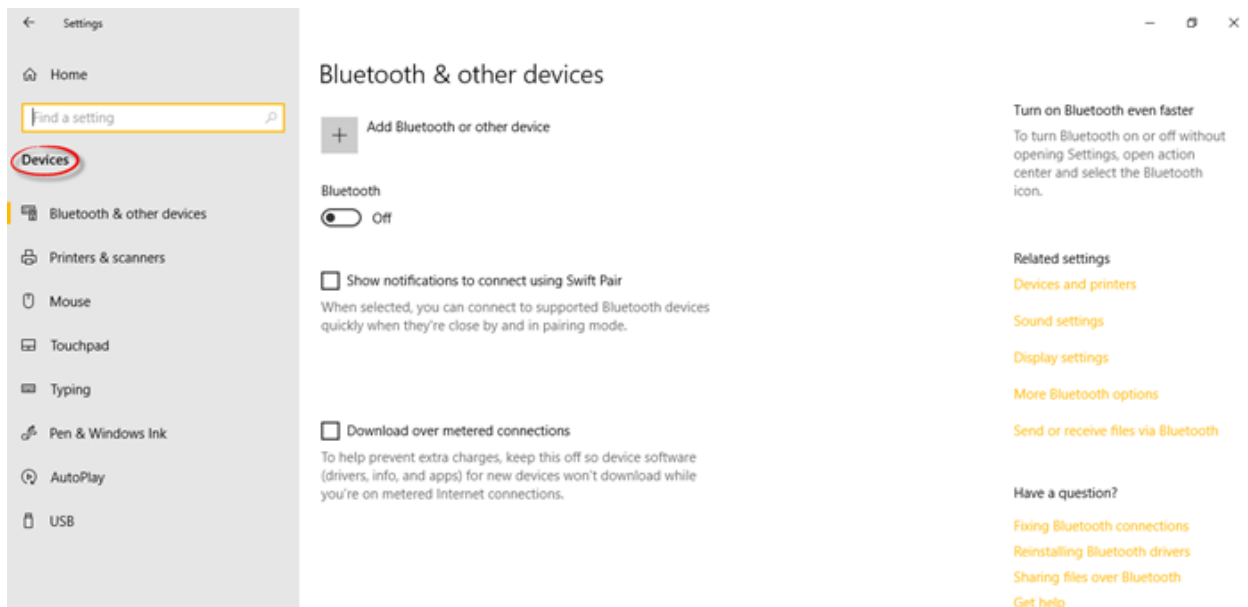 Settings
Home
Find a setting
Devices
Bluetooth & other devices
Printers & scanners
Mouse
Touchpad
Typing
Pen & Windows Ink
AutoPlay
USB
Bluetooth & other devices
Add Bluetooth or other device
Bluetooth
Off
Show notifications to connect using Swift Pair
When selected, you can connect to supported Bluetooth devices
quickly when they're close by and in pairing mode.
Download over metered connections
To help prevent extra charges, keep this off so device software
(drivers, info, and apps) for new devices won't download while
you're on metered Internet connections.
Turn on Bluetooth even faster
To turn Bluetooth on or off without
opening Settings, open action
center and select the Bluetooth
icon.
Related settings
Devices and printers
Sound settings
Display settings
More Bluetooth options
Send or receive files via Bluetooth
Have a question?
Fixing Bluetooth connections
Reinstalling Bluetooth drivers
Sharing files over Bluetooth
Get help